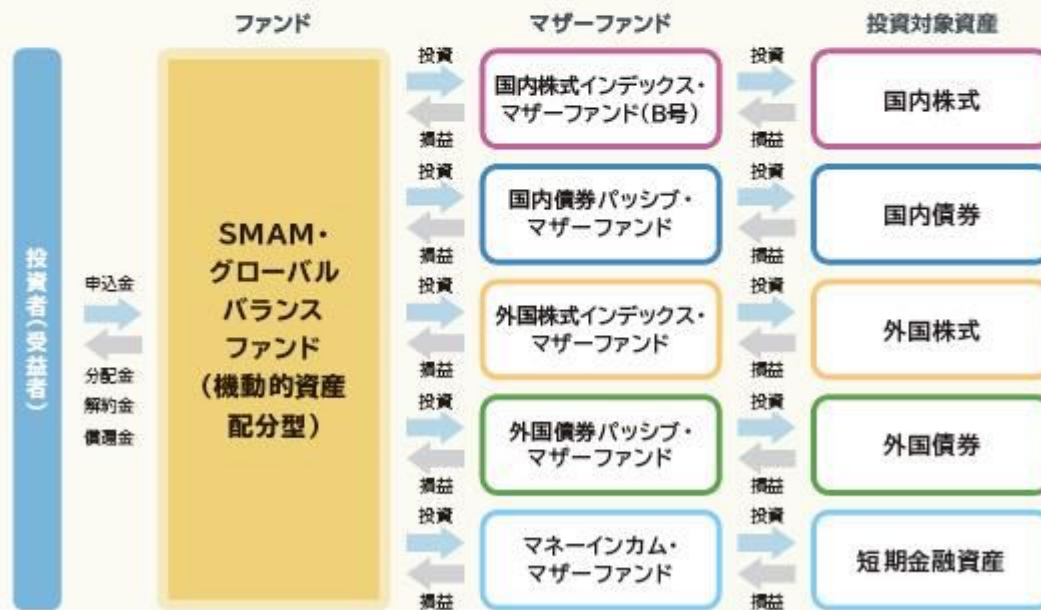 ファンド
マザーファンド
投資対象資産
投資者(受益者)
申込金
分配金
解約金
償還金
SMAM・
グローバル
バランス
ファンド
(機動的資産
配分型)
投資
損益
国内株式インデックス・
マザーファンド(B号)
投資
損益
国内株式
投資
損益
国内債券パッシブ・
マザーファンド
投資
損益
国内債券
投資
損益
外国株式インデックス・
マザーファンド
投資
損益
外国株式
投資
損益
外国債券パッシブ・
マザーファンド
投資
損益
外国債券
投資
損益
マネーインカム・
マザーファンド
投資
損益
短期金融資産